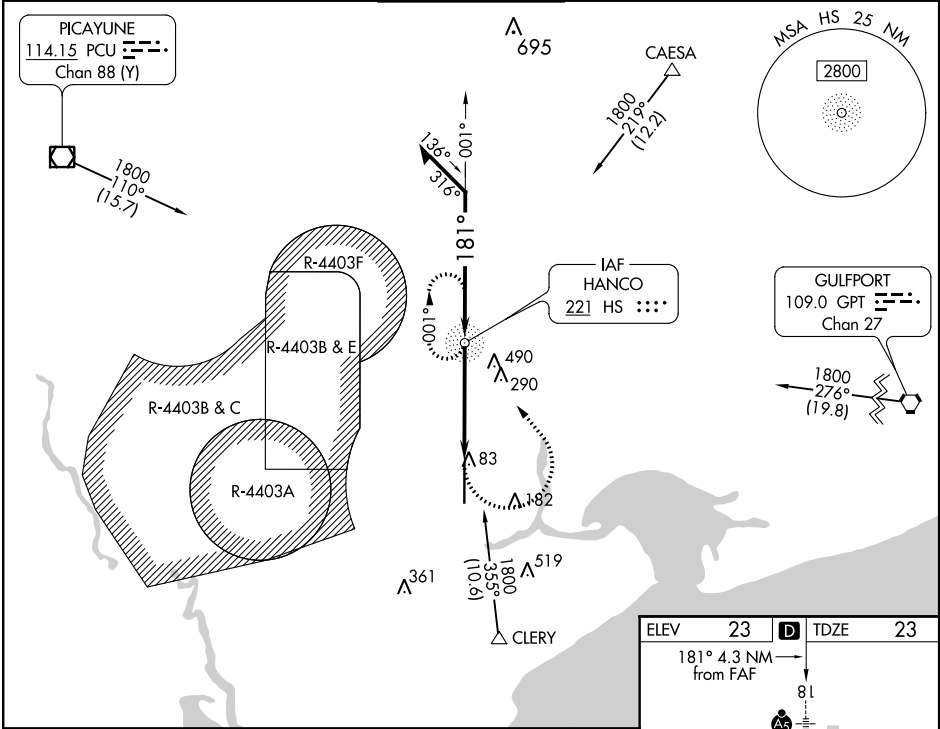 PICAYUNE
114.15 PCU
Chan 88 (Y)
1800
110°
(15.7)
695
CAESA
1800
219°
(12.2)
MSA HS 25 NM
2800
001°
136°
316°
181°
001°
IAF
HANCO
221 HS
GULFPORT
109.0 GPT
Chan 27
1800
276°
(19.8)
R-4403F
R-4403B & E
R-4403B & C
R-4403A
490
290
83
182
519
361
1800
355°
(10.6)
CLERY
ELEV 23 D TDZE 23
181° 4.3 NM
from FAF
18
A5